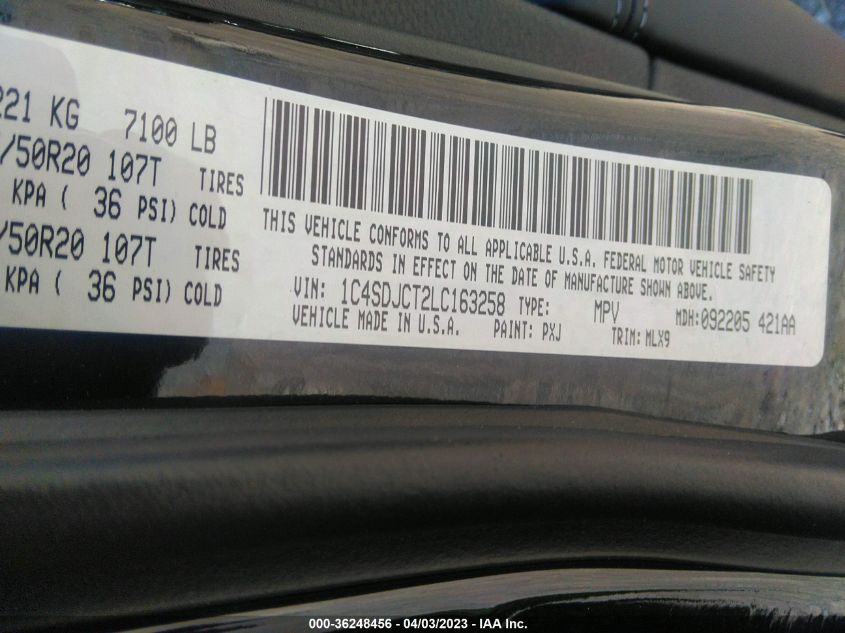 221 KG 7100 LB
/50R20 107T TIRES
KPA ( 36 PSI) COLD
/50R20 107T TIRES
KPA ( 36 PSI) COLD
THIS VEHICLE CONFORMS TO ALL APPLICABLE U.S.A. FEDERAL MOTOR VEHICLE SAFETY
STANDARDS IN EFFECT ON THE DATE OF MANUFACTURE SHOWN ABOVE.
VIN: 1C4SDJCT2LC163258 TYPE: MPV MDH:092205 421AA
VEHICLE MADE IN U.S.A. PAINT: PXJ TRIM: MLX9
000-36248456 - 04/03/2023 - IAA Inc.